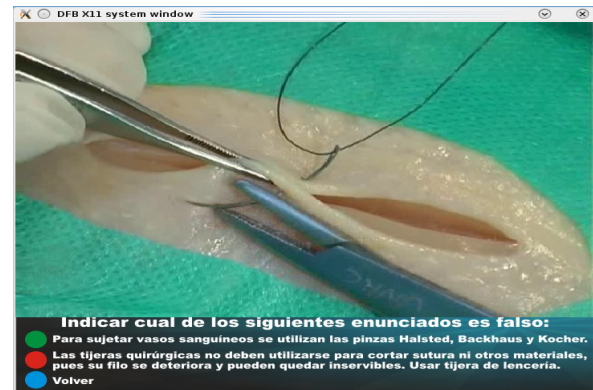 DFB X11 system window
Indicar cual de los siguientes enunciados es falso:
Para sujetar vasos sanguíneos se utilizan las pinzas Halsted, Backhaus y Kocher.
Las tijeras quirúrgicas no deben utilizarse para cortar sutura ni otros materiales,
pues su filo se deteriora y pueden quedar inservibles. Usar tijera de lencería.
Volver